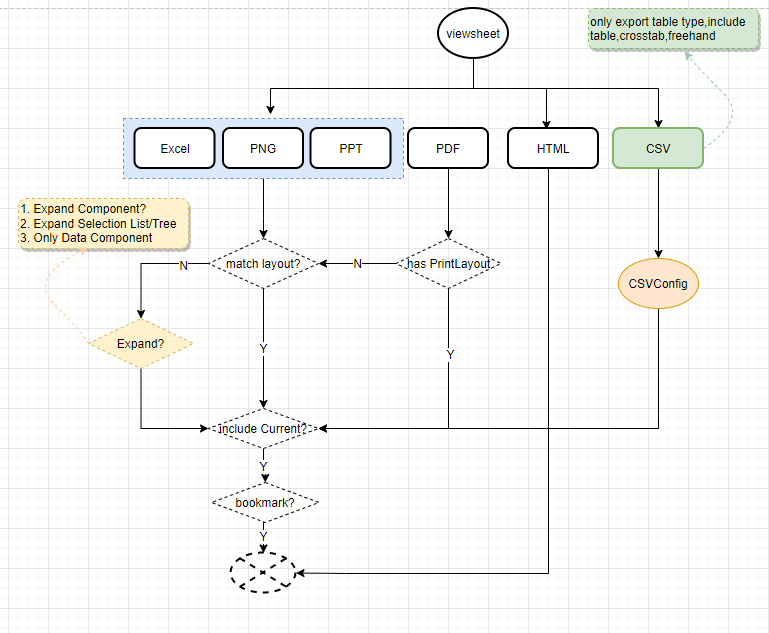 viewsheet
only export table type,include
table,crosstab,freehand
Excel
PNG
PPT
PDF
HTML
CSV
1. Expand Component?
2. Expand Selection List/Tree
3. Only Data Component
N
match layout?
N
has PrintLayout
CSVConfig
Expand?
Y
Y
include Current?
Y
bookmark?
Y